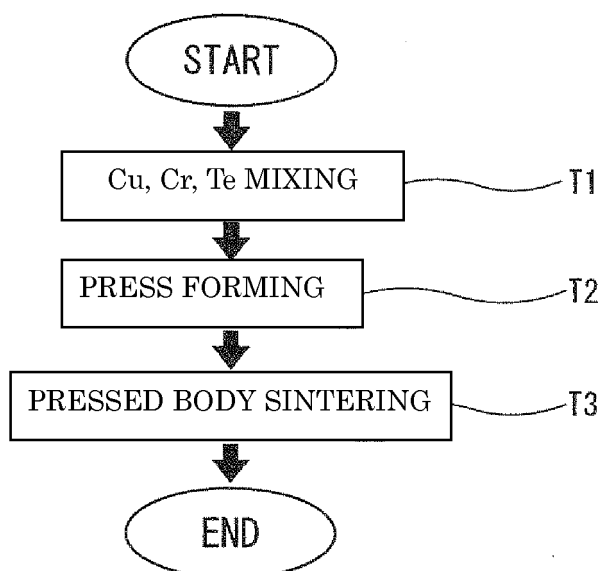 START
Cu, Cr, Te MIXING
T1
PRESS FORMING
T2
PRESSED BODY SINTERING
T3
END